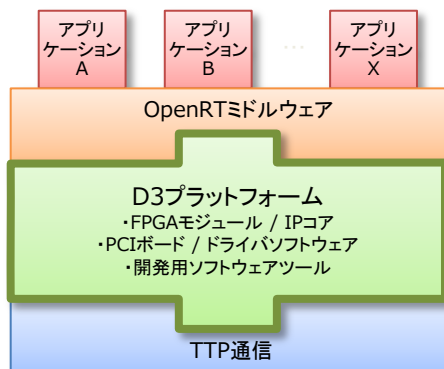 アプリ
ケーション
A
アプリ
ケーション
B
…
アプリ
ケーション
X
OpenRTミドルウェア
D3プラットフォーム
・FPGAモジュール / IPコア
・PCIボード / ドライバソフトウェア
・開発用ソフトウェアツール
TTP通信